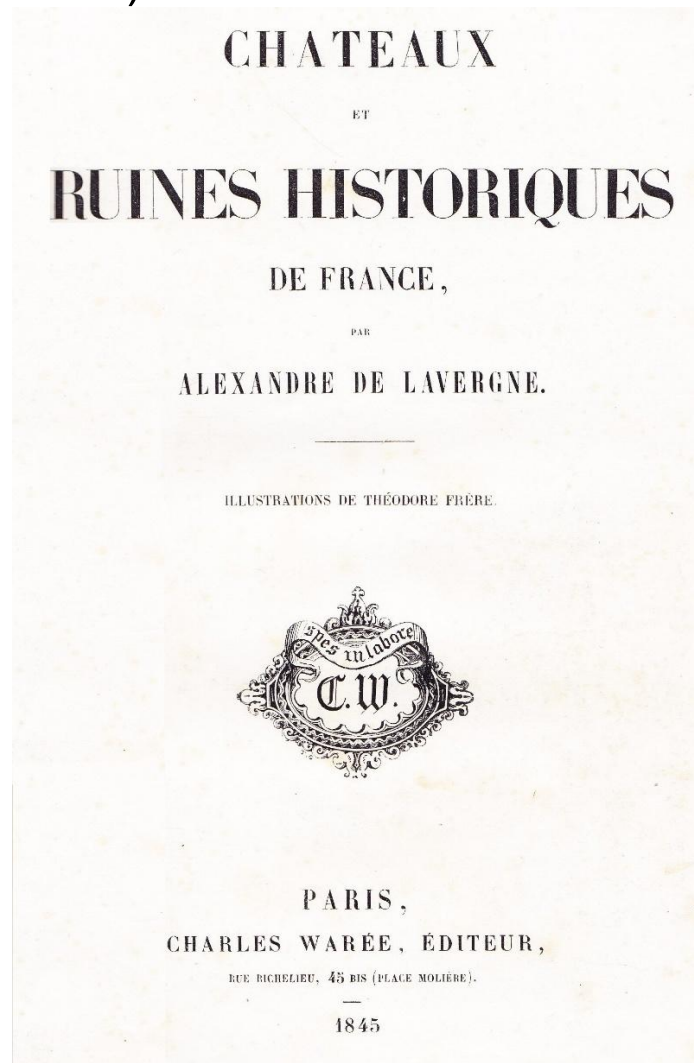 CHATEAUX
ET
RUINES HISTORIQUES
DE FRANCE,
PAR
ALEXANDRE DE LAVERGNE.
ILLUSTRATIONS DE THÉODORE FRÈRE.
Spes in labore
C.W.
PARIS,
CHARLES WARÉE, ÉDITEUR,
RUE RICHELIEU, 45 BIS (PLACE MOLIÈRE).
1845